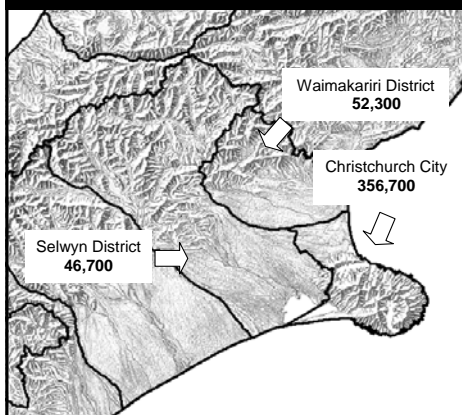 Waimakariri District
52,300
Christchurch City
356,700
Selwyn District
46,700